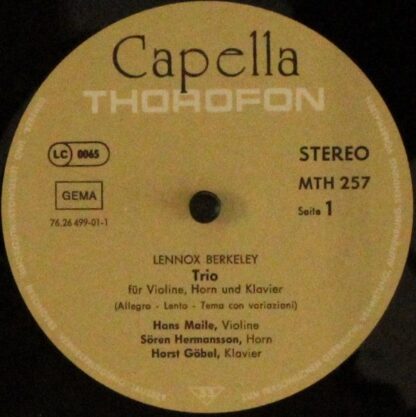 Capella
THOROFON
LC 0065
STEREO
GEMA
MTH 257
76.26 499-01-1
Seite 1
LENNOX BERKELEY
Trio
für Violine, Horn und Klavier
(Allegro - Lento - Tema con variazioni)
Hans Maile, Violine
Sören Hermansson, Horn
Horst Göbel, Klavier
33